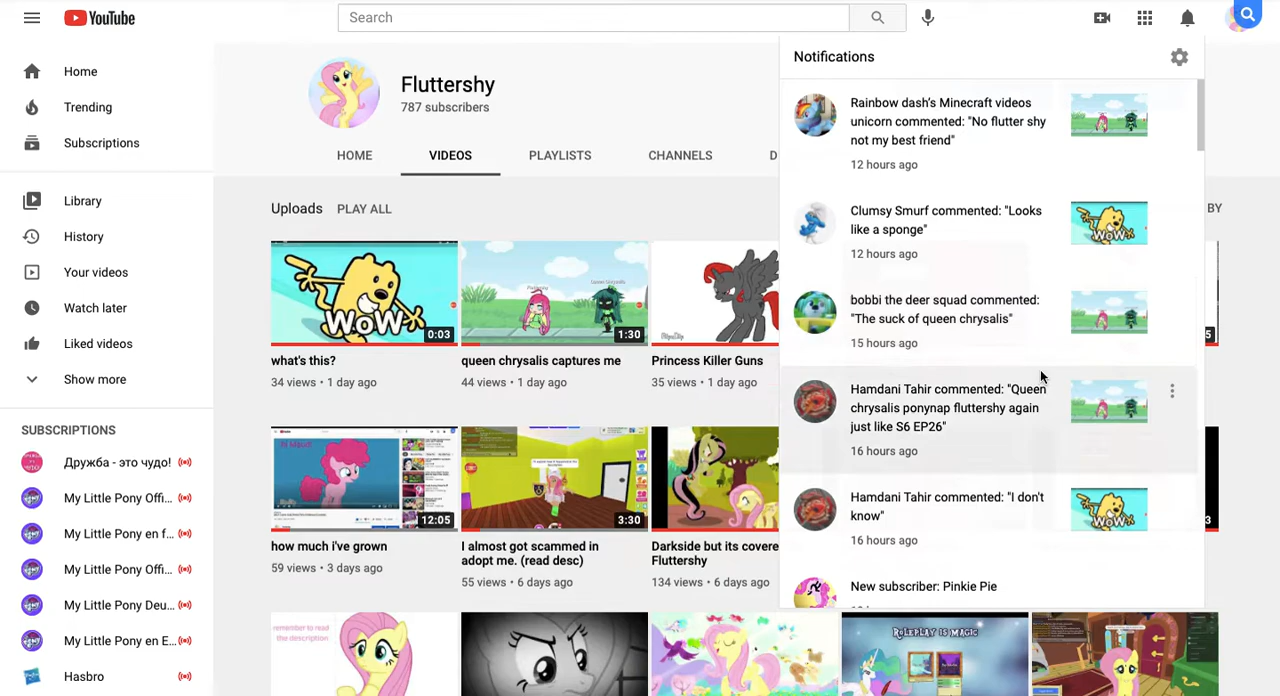 YouTube
Search
Home
Trending
Subscriptions
Library
History
Your videos
Watch later
Liked videos
Show more
SUBSCRIPTIONS
Дружба - это чудо!
My Little Pony Offi...
My Little Pony en f...
My Little Pony Offi...
My Little Pony Deu...
My Little Pony en E...
Hasbro
Fluttershy
787 subscribers
HOME VIDEOS PLAYLISTS CHANNELS D
Uploads PLAY ALL
BY
WOW
0:03
1:30
what's this?
34 views • 1 day ago
queen chrysalis captures me
44 views • 1 day ago
Princess Killer Guns
35 views • 1 day ago
12:05
3:30
how much i've grown
59 views • 3 days ago
I almost got scammed in
adopt me. (read desc)
55 views • 6 days ago
Darkside but its covere
Fluttershy
134 views • 6 days ago
remember to read
the description
ROLEPLAY IS MAGIC
Notifications
Rainbow dash's Minecraft videos
unicorn commented: "No flutter shy
not my best friend"
12 hours ago
Clumsy Smurf commented: "Looks
like a sponge"
12 hours ago
WOW
bobbi the deer squad commented:
"The suck of queen chrysalis"
15 hours ago
Hamdani Tahir commented: "Queen
chrysalis ponynap fluttershy again
just like S6 EP26"
16 hours ago
Hamdani Tahir commented: "I don't
know"
16 hours ago
WOW
New subscriber: Pinkie Pie